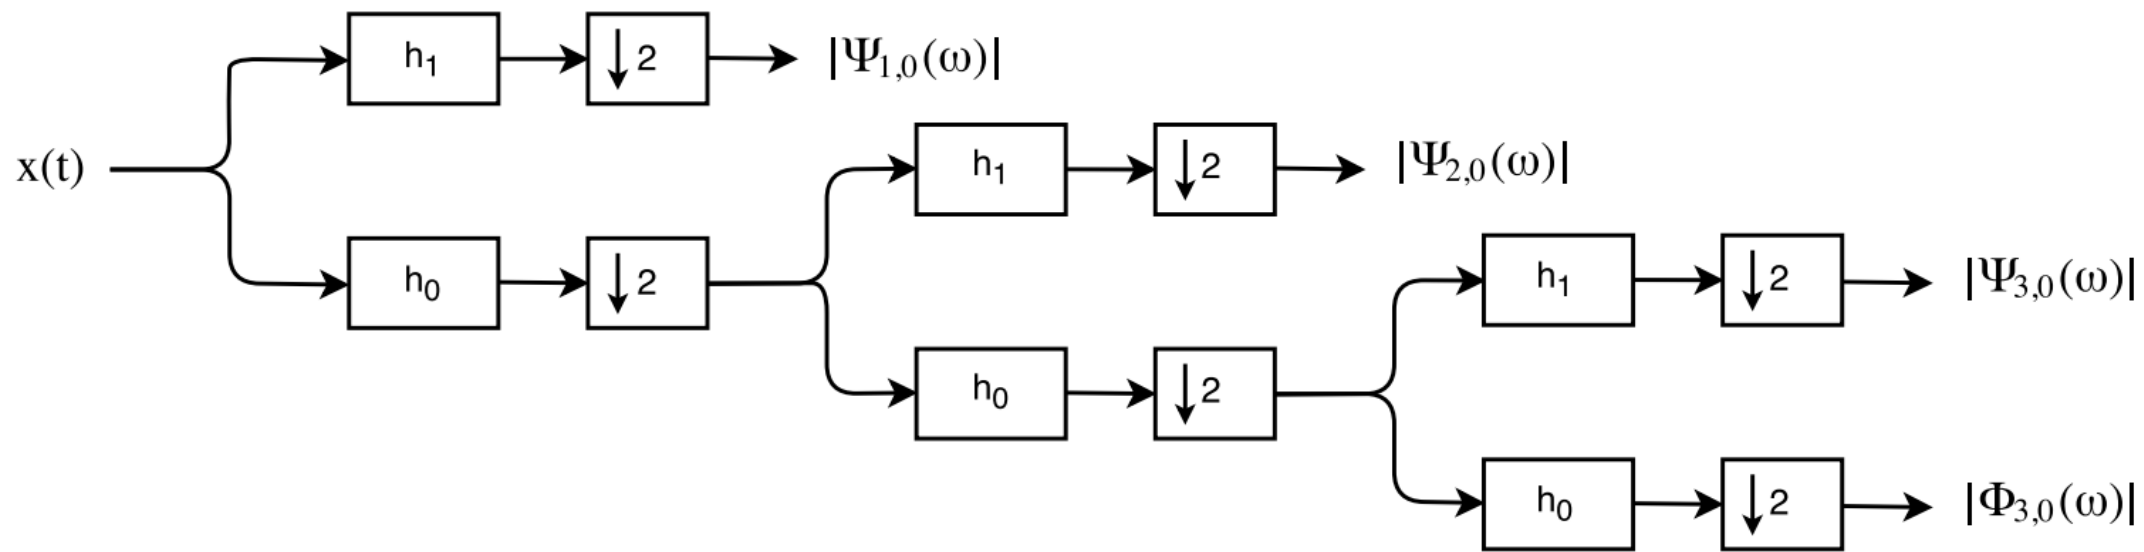 h₁ ↓2 |Ψ₁,₀(ω)|
h₁ ↓2 |Ψ₂,₀(ω)|
x(t)
h₀ ↓2
h₁ ↓2 |Ψ₃,₀(ω)|
h₀ ↓2
h₀ ↓2 |Φ₃,₀(ω)|